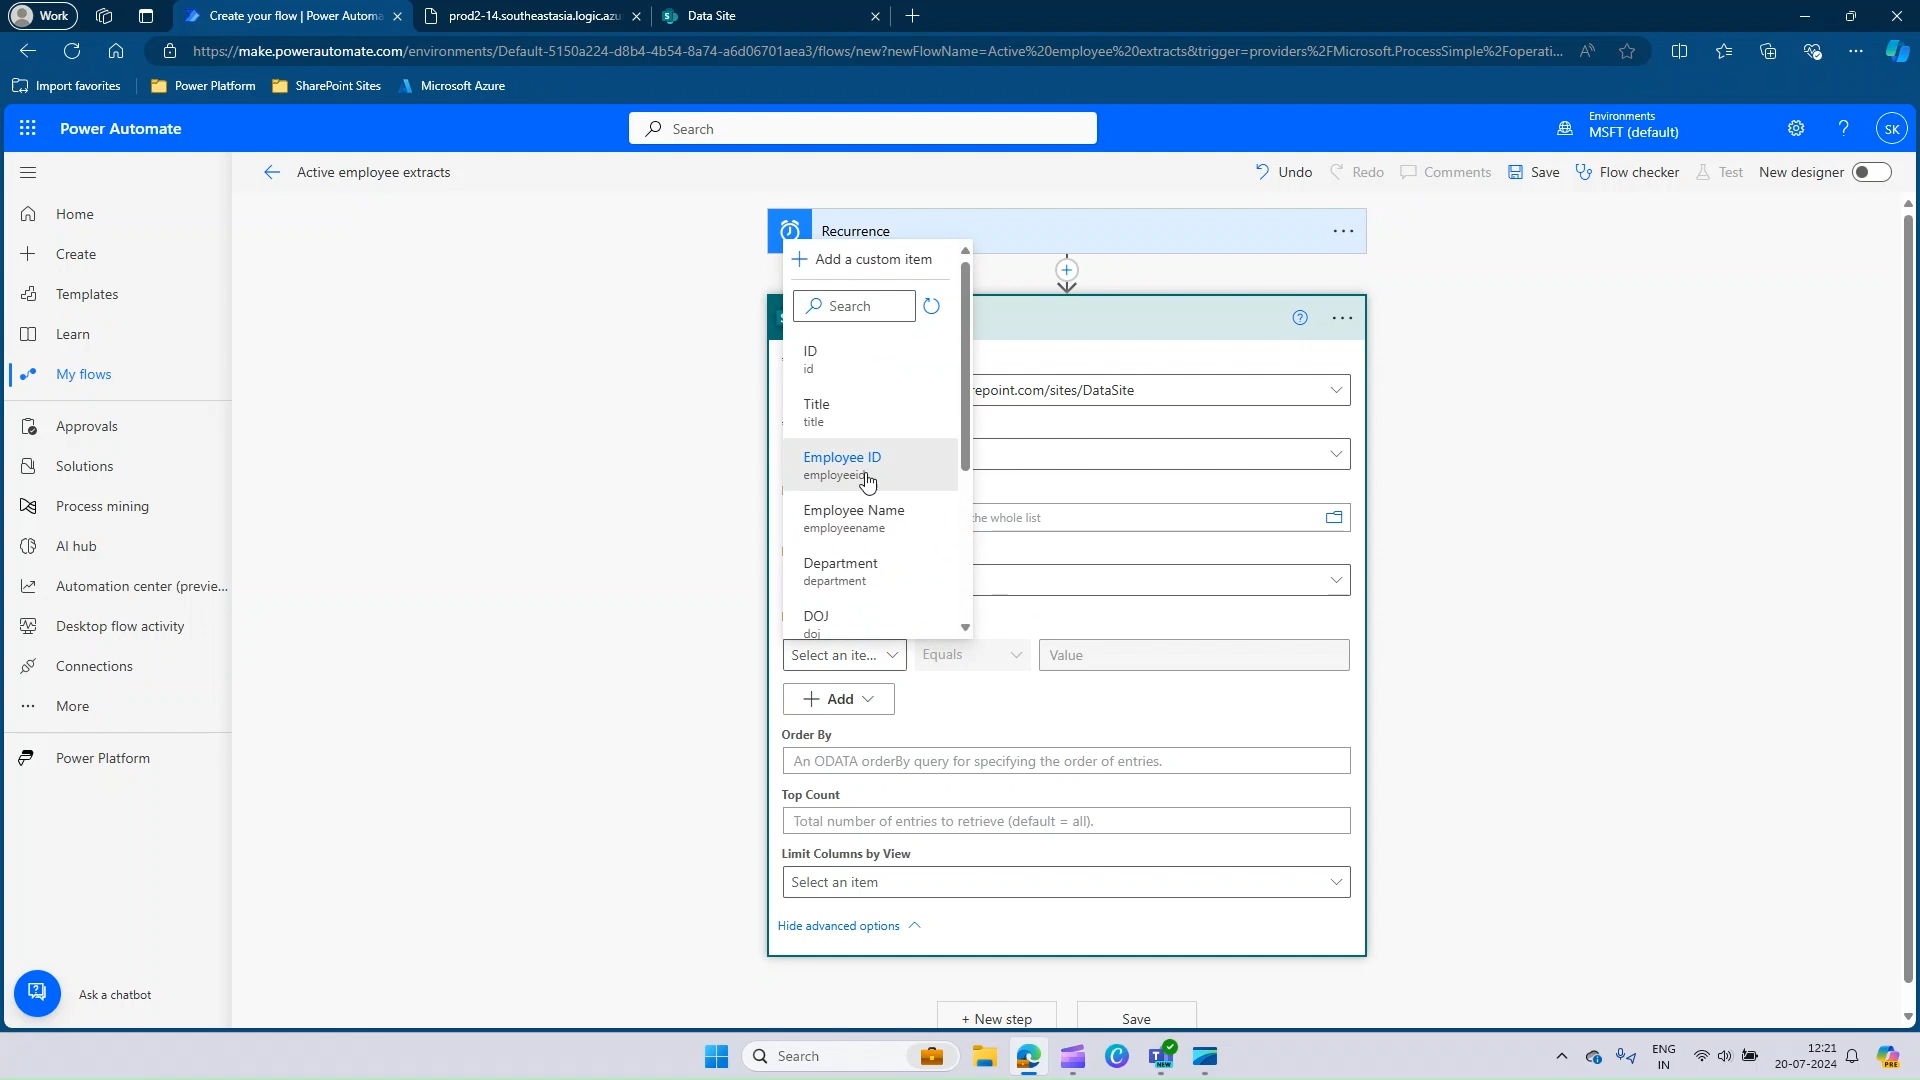 Work
Create your flow | Power Automa
prod2-14.southeastasia.logic.azu
Data Site
https://make.powerautomate.com/environments/Default-5150a224-d8b4-4b54-8a74-a6d06701aea3/flows/new?newFlowName=Active%20employee%20extracts&trigger=providers%2FMicrosoft.ProcessSimple%2Foperati...
Import favorites
Power Platform
SharePoint Sites
Microsoft Azure
Power Automate
Search
Environments
MSFT (default)
SK
Active employee extracts
Undo
Redo
Comments
Save
Flow checker
Test
New designer
Home
Create
Templates
Learn
My flows
Approvals
Solutions
Process mining
AI hub
Automation center (previe...
Desktop flow activity
Connections
More
Power Platform
Ask a chatbot
Recurrence
Add a custom item
Search
ID
id
Title
title
Employee ID
employeeid
Employee Name
employeename
Department
department
DOJ
doj
repoint.com/sites/DataSite
the whole list
Select an ite...
Equals
Value
Add
Order By
An ODATA orderBy query for specifying the order of entries.
Top Count
Total number of entries to retrieve (default = all).
Limit Columns by View
Select an item
Hide advanced options
+ New step
Save
Search
ENG
IN
12:21
20-07-2024